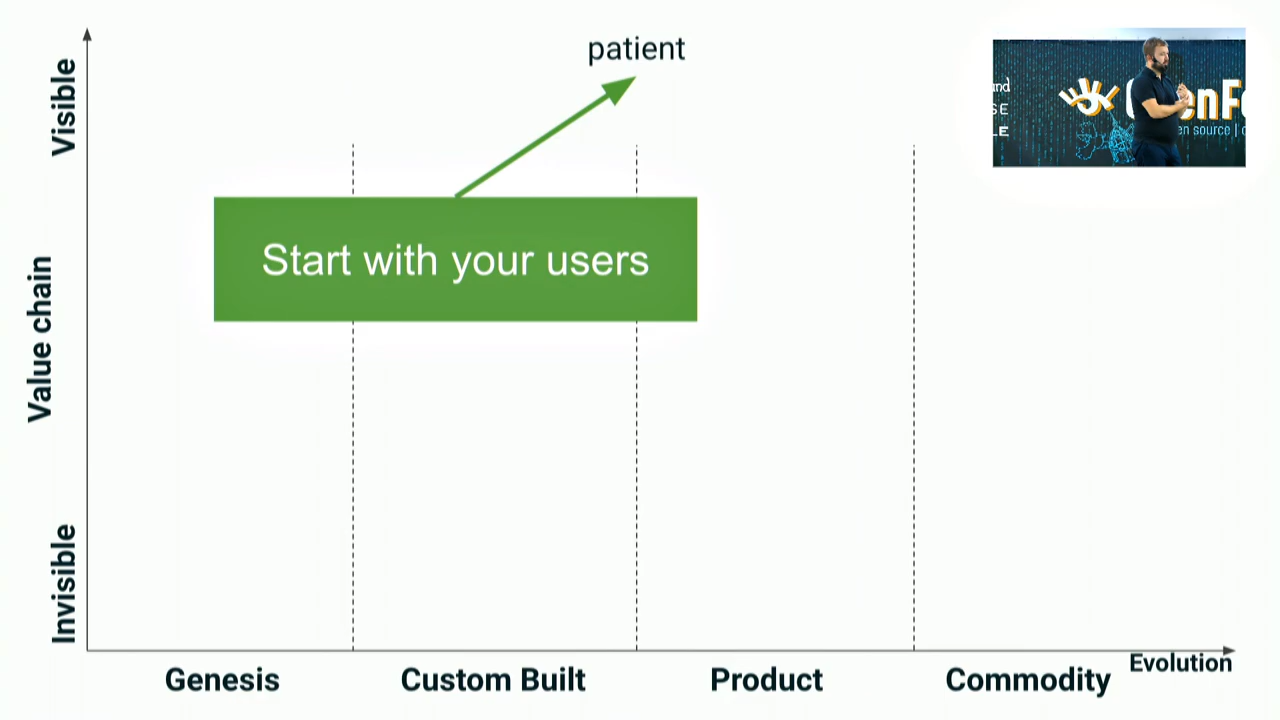 patient
Start with your users
Visible
Value chain
Invisible
Genesis
Custom Built
Product
Commodity
Evolution